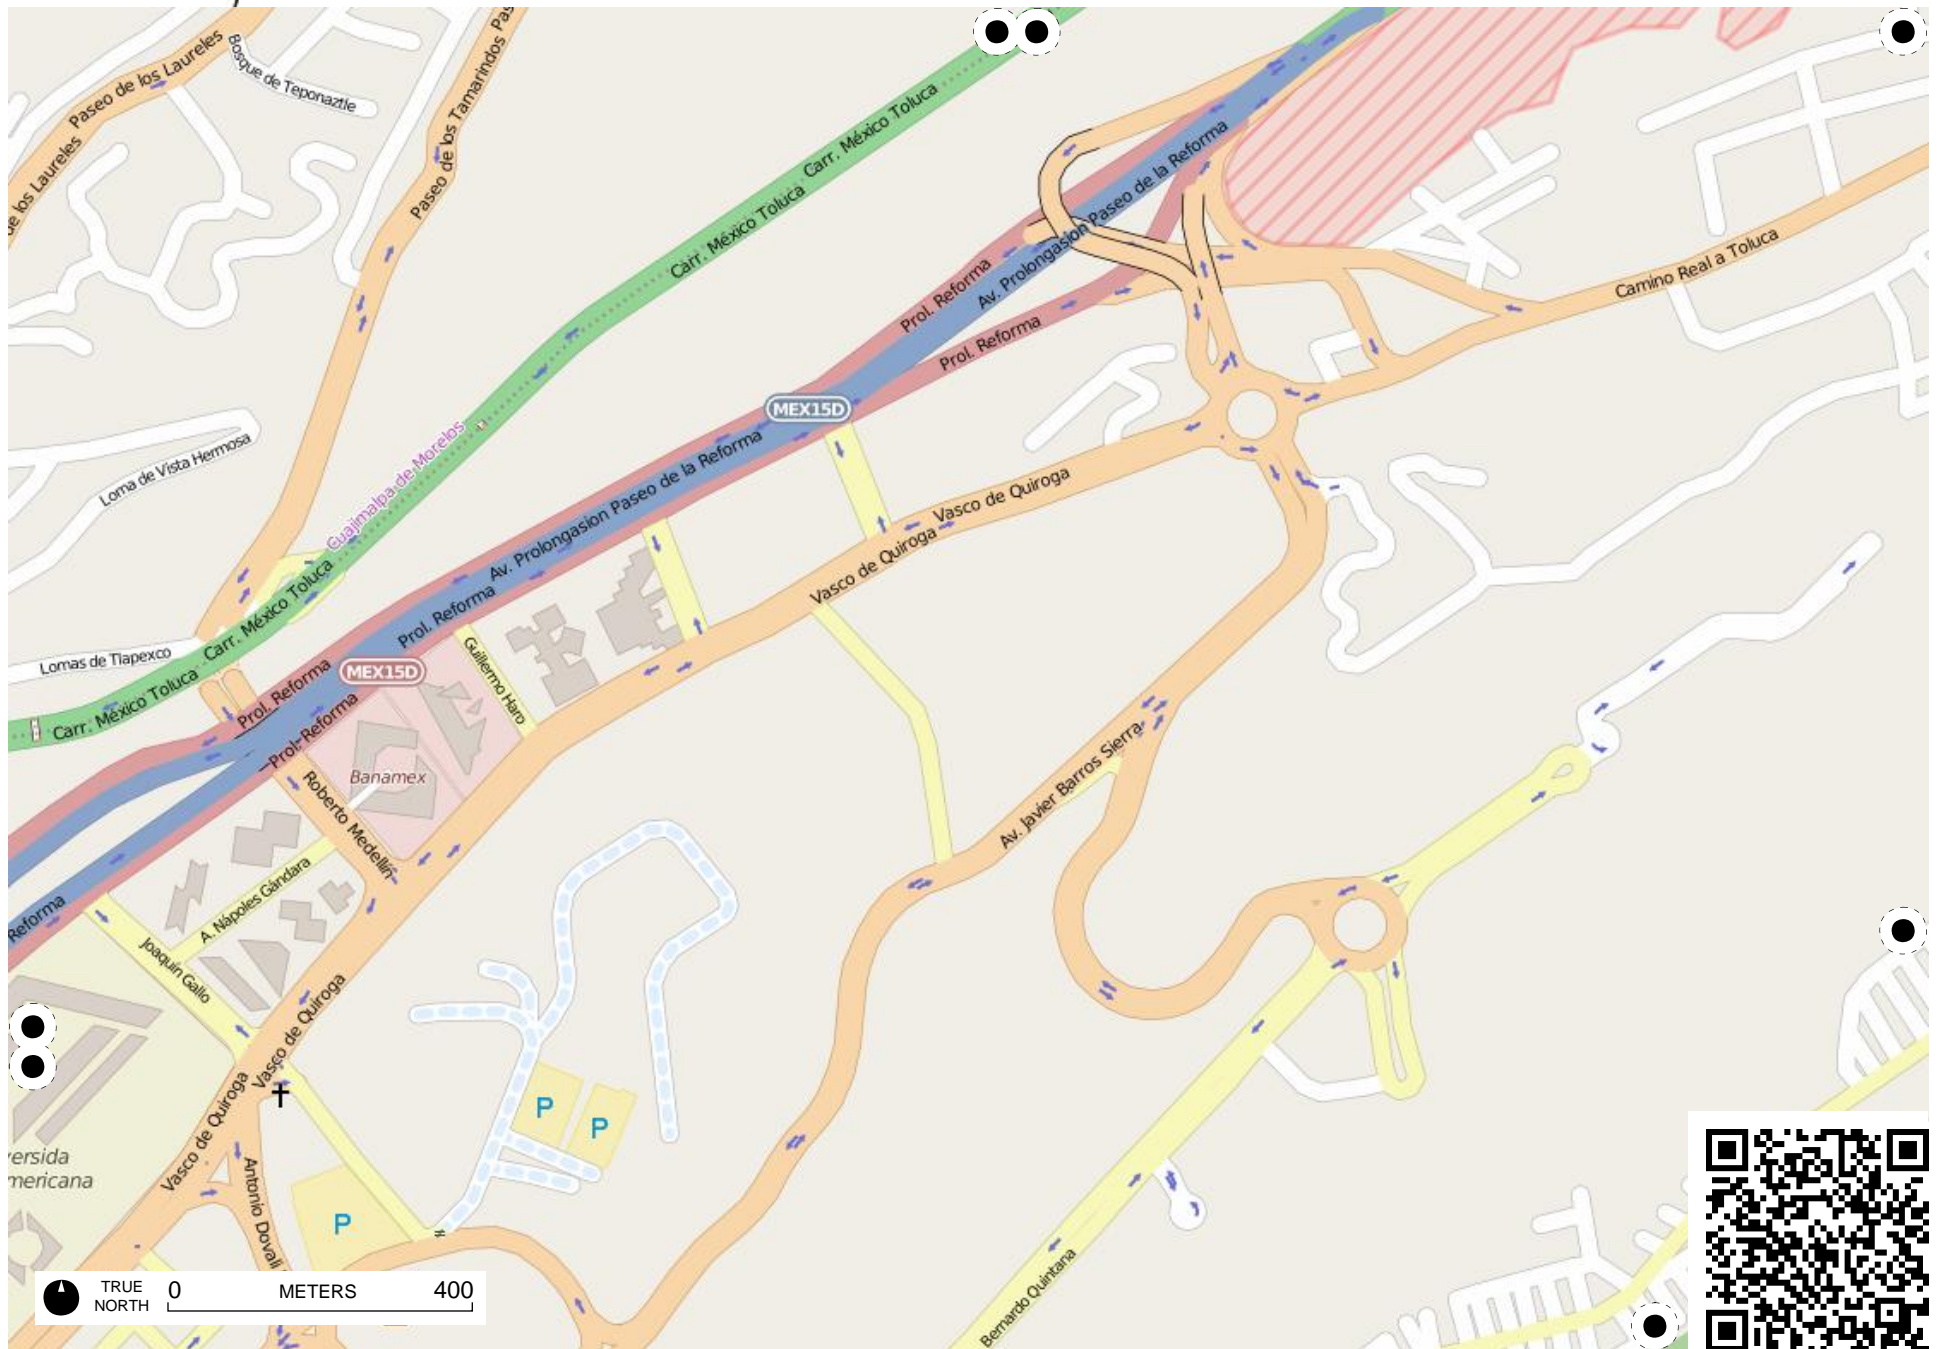 Paseo de los Laureles
Bosque de Teponaztle
de los Laureles
Paseo de los Tamarindos
Carr. México Toluca
Carr. México Toluca
Av. Prolongasion Paseo de la Reforma
Prol. Reforma
Prol. Reforma
Camino Real a Toluca
MEX15D
Loma de Vista Hermosa
Guajimalpa de Morelos
Av. Prolongasion Paseo de la Reforma
Vasco de Quiroga
Vasco de Quiroga
Carr. México Toluca
Prol. Reforma
Lomas de Tlapexco
Guillermo Haro
MEX15D
Carr. México Toluca
Prol. Reforma
Prol. Reforma
Banamex
Roberto Medellín
Av. Javier Barros Sierra
A. Nápoles Gándara
Reforma
Joaquín Gallo
Vasco de Quiroga
Vasco de Quiroga
P
P
ersida
mericana
Antonio Dovalí
P
Bernardo Quintana
TRUE NORTH
0 METERS 400